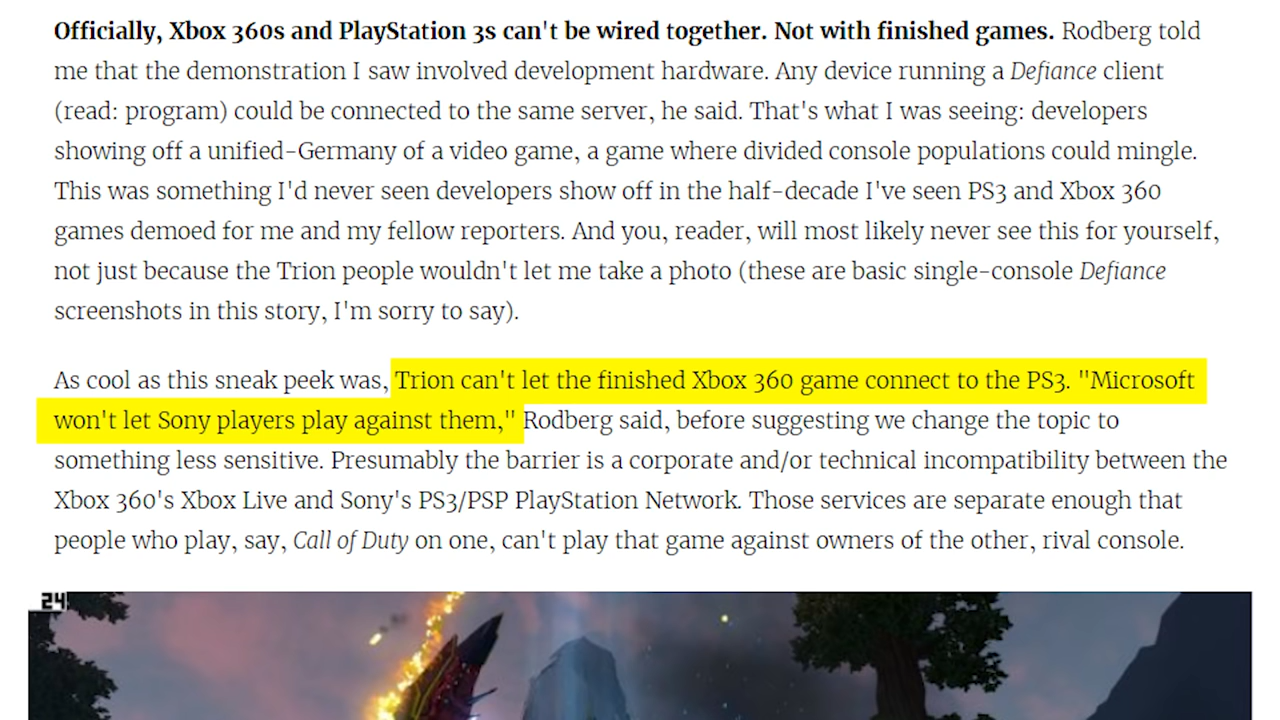 Officially, Xbox 360s and PlayStation 3s can't be wired together. Not with finished games. Rodberg told
me that the demonstration I saw involved development hardware. Any device running a Defiance client
(read: program) could be connected to the same server, he said. That's what I was seeing: developers
showing off a unified-Germany of a video game, a game where divided console populations could mingle.
This was something I'd never seen developers show off in the half-decade I've seen PS3 and Xbox 360
games demoed for me and my fellow reporters. And you, reader, will most likely never see this for yourself,
not just because the Trion people wouldn't let me take a photo (these are basic single-console Defiance
screenshots in this story, I'm sorry to say).
As cool as this sneak peek was, Trion can't let the finished Xbox 360 game connect to the PS3. "Microsoft
won't let Sony players play against them," Rodberg said, before suggesting we change the topic to
something less sensitive. Presumably the barrier is a corporate and/or technical incompatibility between the
Xbox 360's Xbox Live and Sony's PS3/PSP PlayStation Network. Those services are separate enough that
people who play, say, Call of Duty on one, can't play that game against owners of the other, rival console.
24